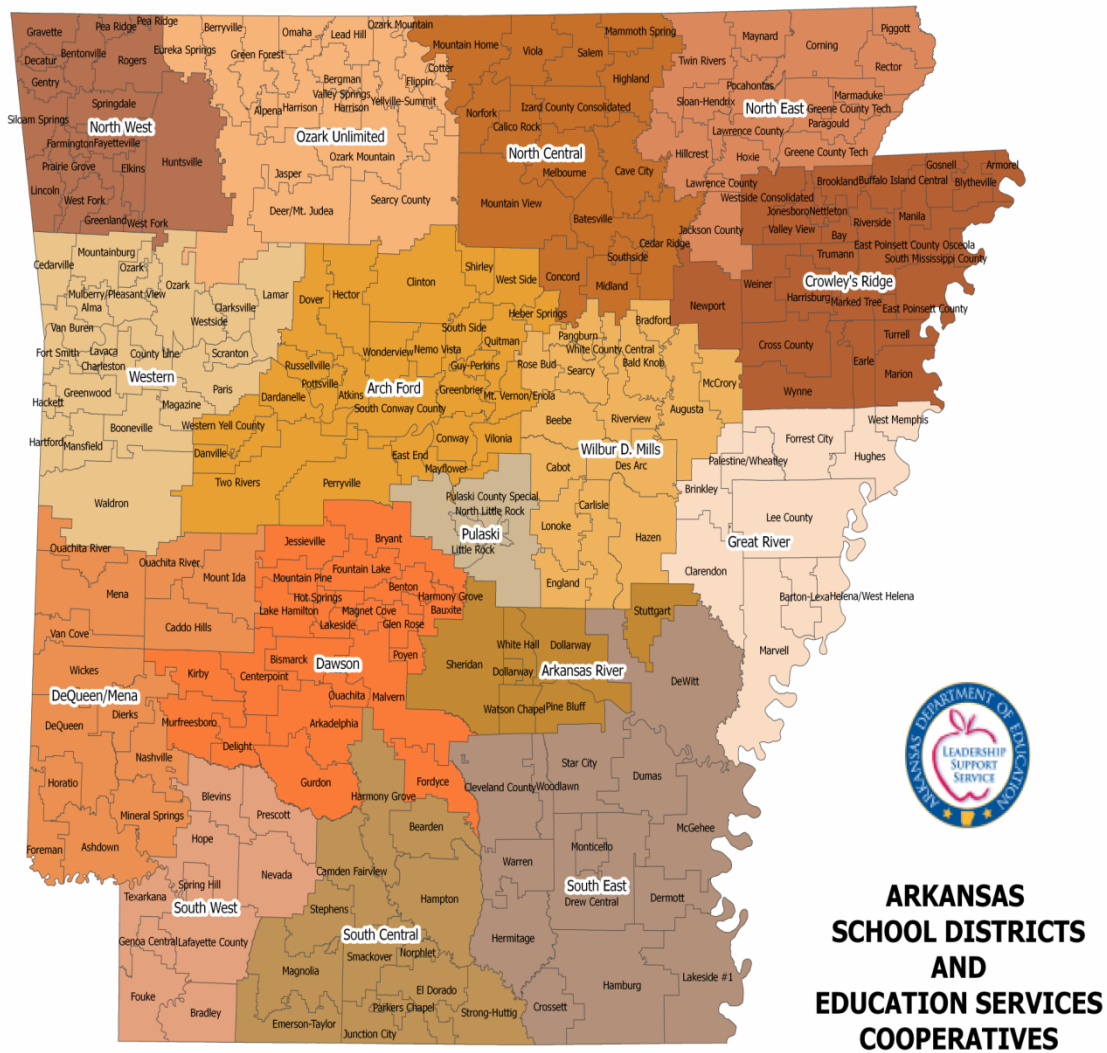 Gravette
Pea Ridge
Pea Ridge
Bentonville
Decatur
Rogers
Gentry
Springdale
Siloam Springs
North West
Farmington
Fayetteville
Prairie Grove
Elkins
Huntsville
Lincoln
West Fork
Greenland
West Fork
Berryville
Omaha
Lead Hill
Ozark Mountain
Eureka Springs
Green Forest
Cotter
Bergman
Flippin
Valley Springs
Alpena
Harrison
Harrison
Yellville-Summit
Ozark Unlimited
Ozark Mountain
Jasper
Deer/Mt. Judea
Searcy County
Mountain Home
Viola
Salem
Mammoth Spring
Highland
Norfork
Izard County Consolidated
Calico Rock
North Central
Melbourne
Cave City
Mountain View
Batesville
Cedar Ridge
Southside
Concord
Midland
Maynard
Corning
Piggott
Twin Rivers
Rector
Pocahontas
Marmaduke
Sloan-Hendrix
North East
Greene County Tech
Paragould
Lawrence County
Hillcrest
Hoxie
Greene County Tech
Lawrence County
Jackson County
Gosnell
Armorel
Brookland
Buffalo Island Central
Blytheville
Westside Consolidated
Jonesboro
Nettleton
Manila
Valley View
Riverside
Bay
East Poinsett County
Osceola
Trumann
South Mississippi County
Weiner
Crowley's Ridge
Newport
Harrisburg
Marked Tree
East Poinsett County
Cross County
Turrell
Earle
Marion
Wynne
Mountainburg
Cedarville
Ozark
Ozark
Lamar
Mulberry/Pleasant View
Alma
Clarksville
Westside
Van Buren
Fort Smith
Lavaca
County Line
Scranton
Charleston
Western
Greenwood
Paris
Hackett
Magazine
Booneville
Hartford
Mansfield
Waldron
Clinton
Shirley
West Side
Dover
Hector
Heber Springs
South Side
Quitman
Wonderview
Nemo Vista
Russellville
Guy-Perkins
Pottsville
Arch Ford
Greenbrier
Mt. Vernon/Enola
Dardanelle
Atkins
South Conway County
Western Yell County
Conway
Vilonia
Danville
East End
Mayflower
Two Rivers
Perryville
Bradford
Pangburn
White County Central
Rose Bud
Searcy
Bald Knob
McCrory
Beebe
Riverview
Augusta
Wilbur D. Mills
Cabot
Des Arc
Carlisle
Lonoke
Hazen
England
West Memphis
Forrest City
Hughes
Palestine/Wheatley
Brinkley
Lee County
Great River
Clarendon
Barton-Lexa
Helena/West Helena
Marvell
Pulaski County Special
North Little Rock
Pulaski
Little Rock
Jessieville
Bryant
Fountain Lake
Mountain Pine
Benton
Hot Springs
Harmony Grove
Lake Hamilton
Magnet Cove
Bauxite
Lakeside
Glen Rose
Poyen
Bismarck
Dawson
Kirby
Centerpoint
Ouachita
Malvern
Murfreesboro
Arkadelphia
Delight
Gurdon
Fordyce
Stuttgart
White Hall
Dollarway
Sheridan
Dollarway
Arkansas River
Watson Chapel
Pine Bluff
Ouachita River
Ouachita River
Mount Ida
Mena
Caddo Hills
Van Cove
Wickes
DeQueen/Mena
Dierks
DeQueen
Nashville
Horatio
Mineral Springs
Foreman
Ashdown
Blevins
Prescott
Hope
Nevada
Spring Hill
Texarkana
South West
Genoa Central
Lafayette County
Fouke
Bradley
Harmony Grove
Bearden
Camden Fairview
Hampton
Stephens
South Central
Smackover
Norphlet
Magnolia
El Dorado
Parkers Chapel
Strong-Huttig
Emerson-Taylor
Junction City
DeWitt
Star City
Cleveland County
Woodlawn
Dumas
McGehee
Monticello
Warren
South East
Drew Central
Dermott
Hermitage
Lakeside #1
Hamburg
Crossett
ARKANSAS DEPARTMENT OF EDUCATION
LEADERSHIP
SUPPORT
SERVICE
ARKANSAS
SCHOOL DISTRICTS
AND
EDUCATION SERVICES
COOPERATIVES